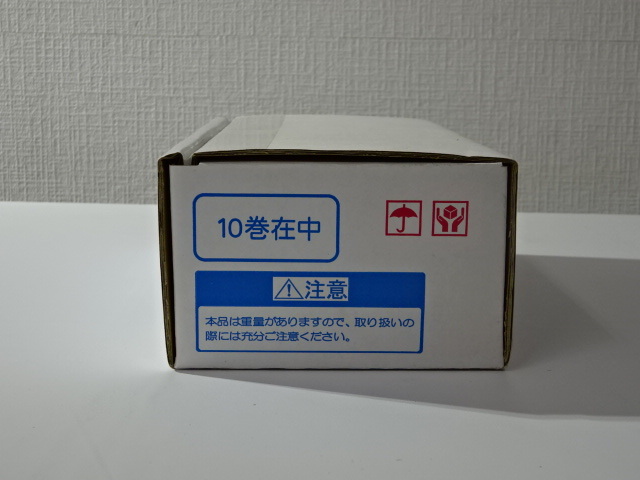 10巻在中
注意
本品は重量がありますので、取り扱いの
際には充分ご注意ください。